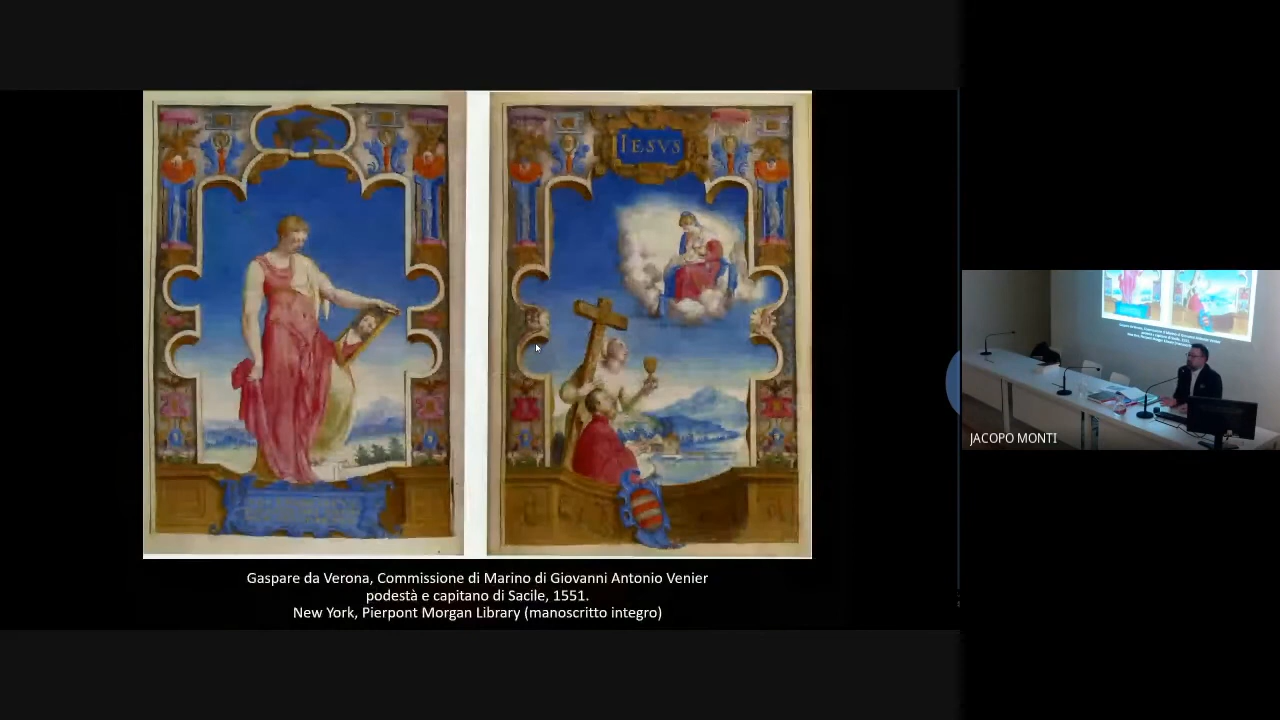 IESVS
Gaspare da Verona, Commissione di Marino di Giovanni Antonio Venier
podestà e capitano di Sacile, 1551.
New York, Pierpont Morgan Library (manoscritto integro)
JACOPO MONTI